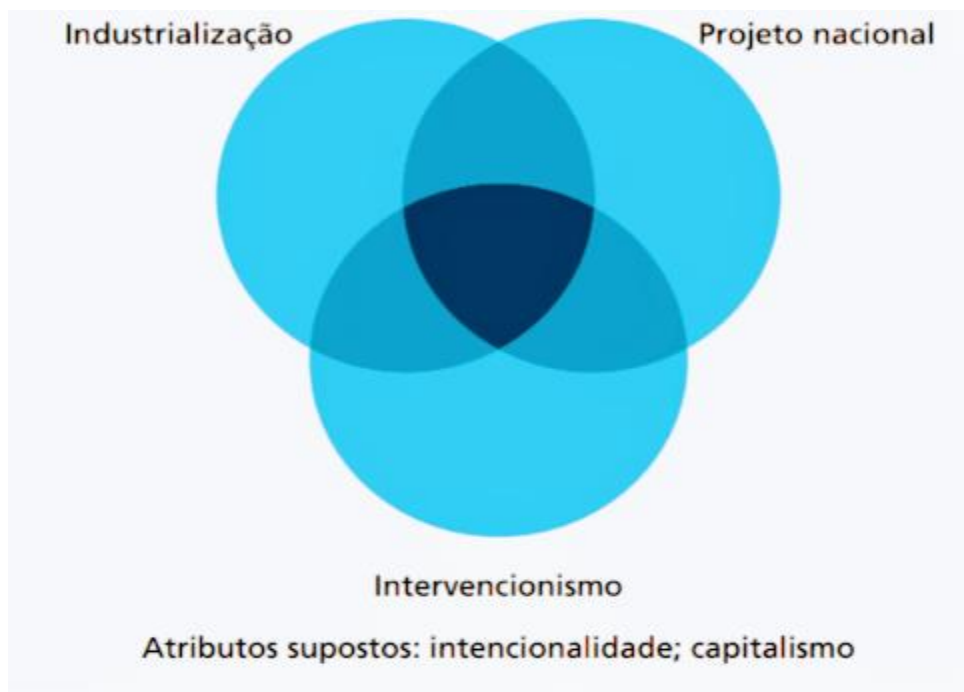 Industrialização
Projeto nacional
Intervencionismo
Atributos supostos: intencionalidade; capitalismo